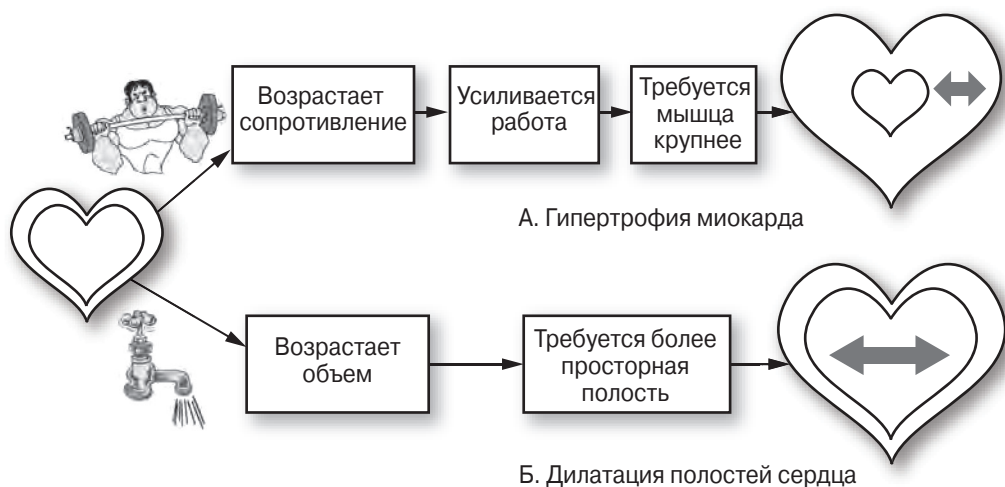 Возрастает
сопротивление
Усиливается
работа
Требуется
мышца
крупнее
А. Гипертрофия миокарда
Возрастает
объем
Требуется более
просторная
полость
Б. Дилатация полостей сердца